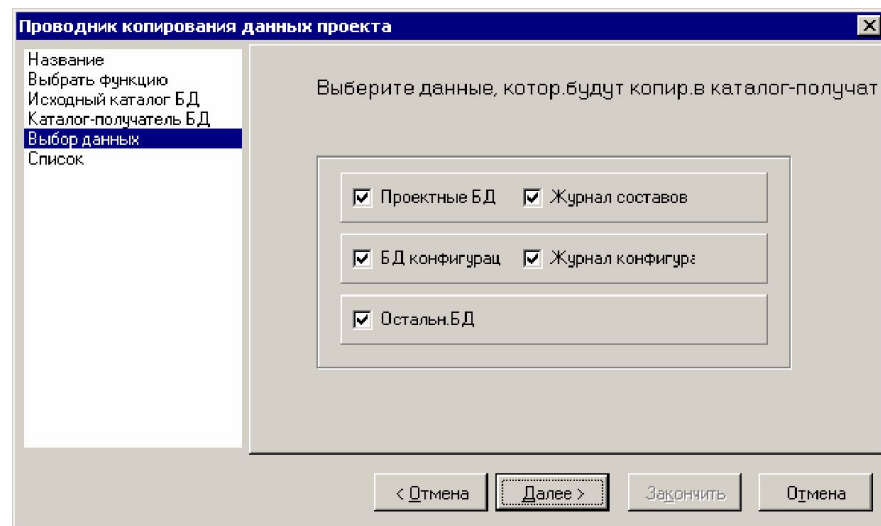 Проводник копирования данных проекта
Название
Выбрать функцию
Исходный каталог БД
Каталог-получатель БД
Выбор данных
Список
Выберите данные, котор.будут копир.в каталог-получат
Проектные БД Журнал составов
БД конфигурац Журнал конфигура
Остальн.БД
< Отмена Далее > Закончить Отмена